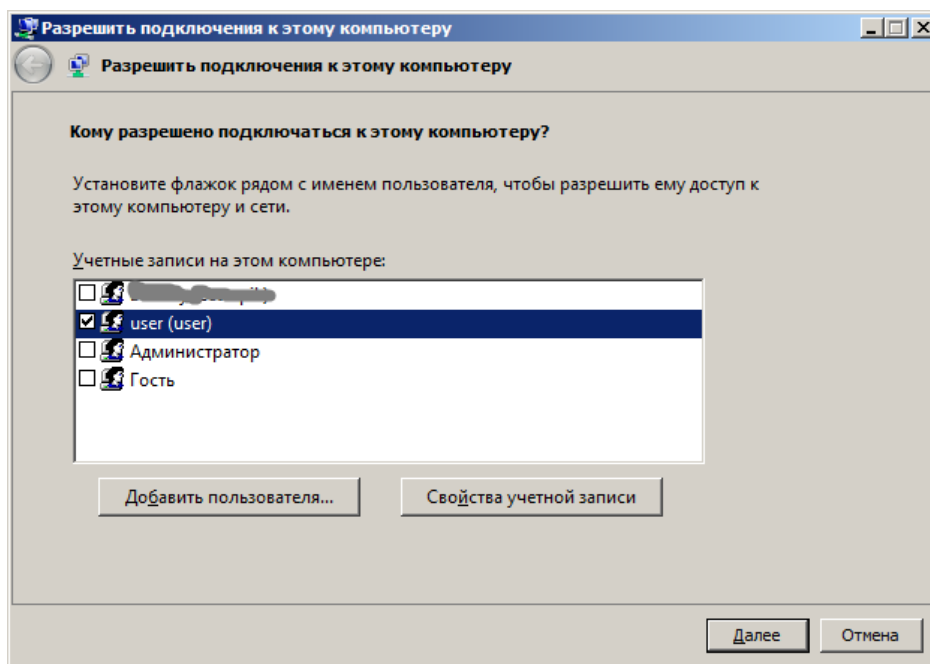 Разрешить подключения к этому компьютеру
Разрешить подключения к этому компьютеру
Кому разрешено подключаться к этому компьютеру?
Установите флажок рядом с именем пользователя, чтобы разрешить ему доступ к
этому компьютеру и сети.
Учетные записи на этом компьютере:
user (user)
Администратор
Гость
Добавить пользователя...
Свойства учетной записи
Далее
Отмена